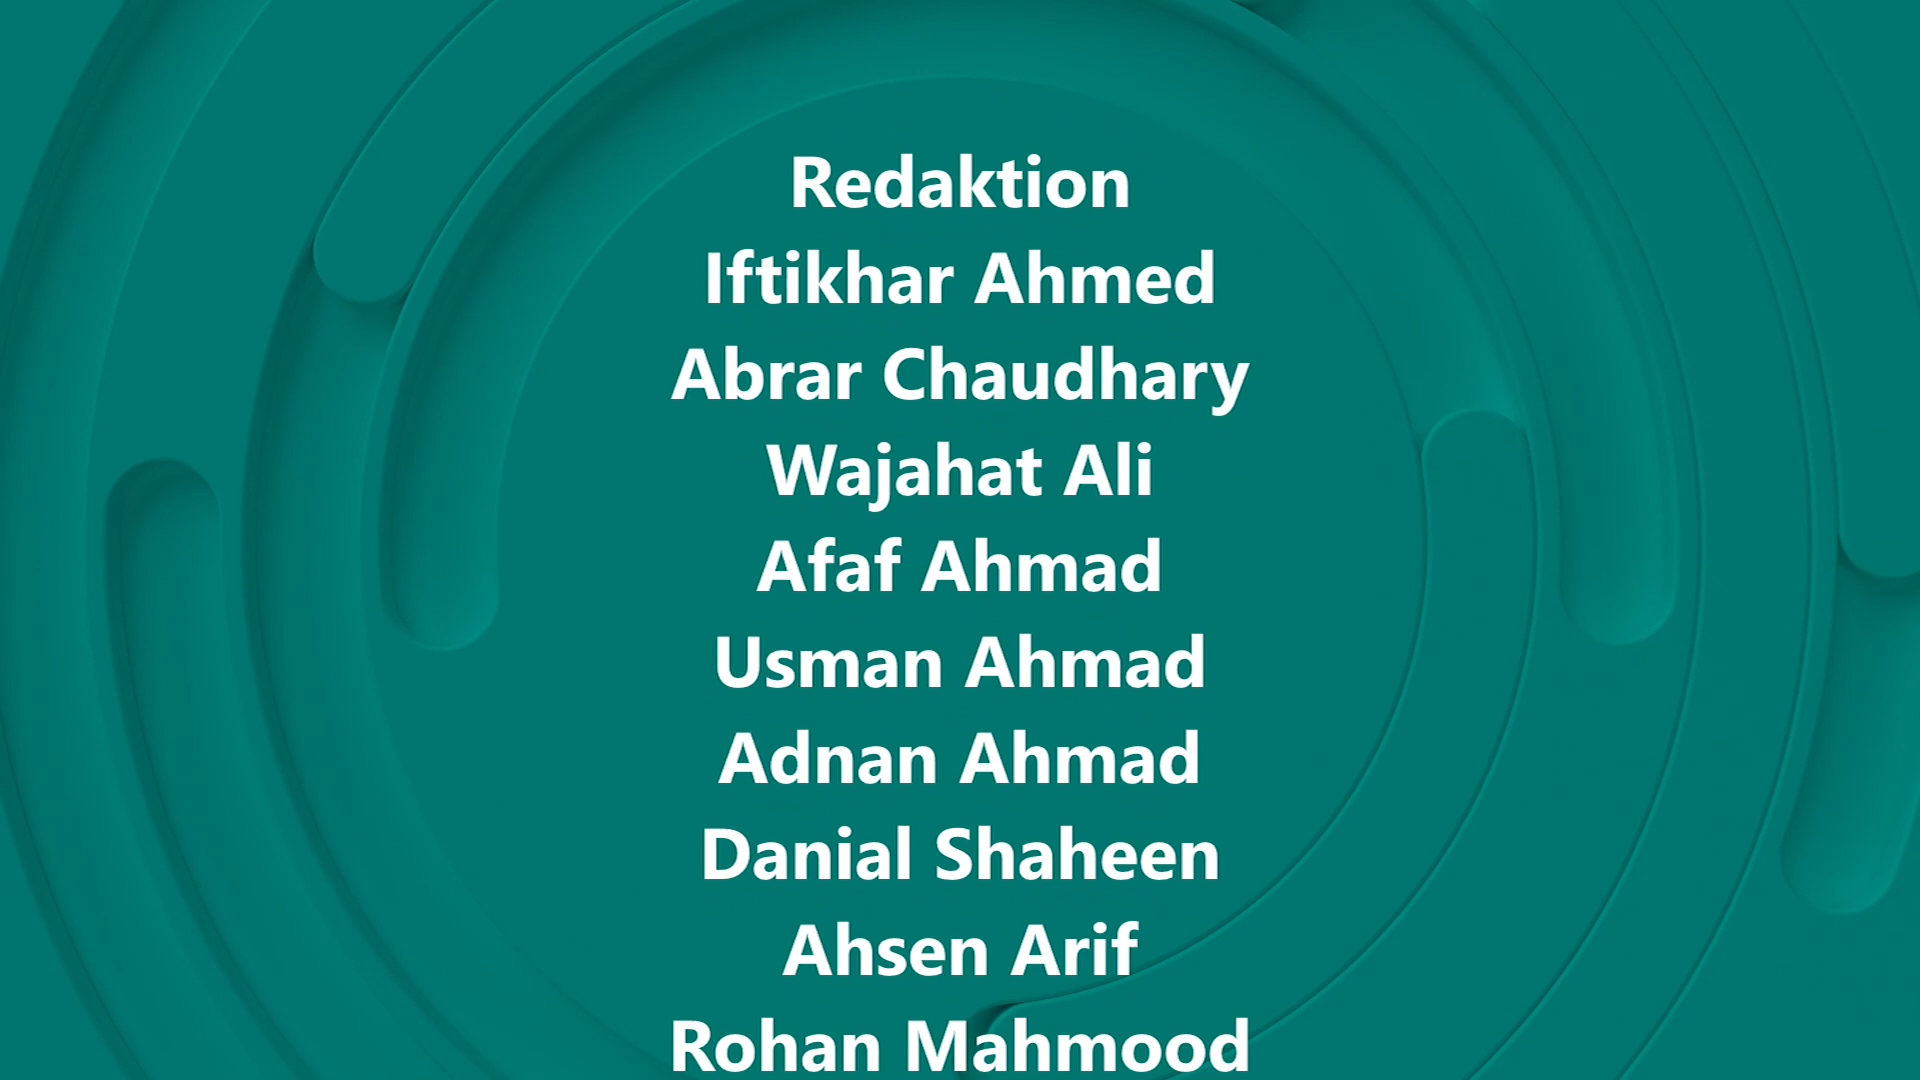 Redaktion
Iftikhar Ahmed
Abrar Chaudhary
Wajahat Ali
Afaf Ahmad
Usman Ahmad
Adnan Ahmad
Danial Shaheen
Ahsen Arif
Rohan Mahmood